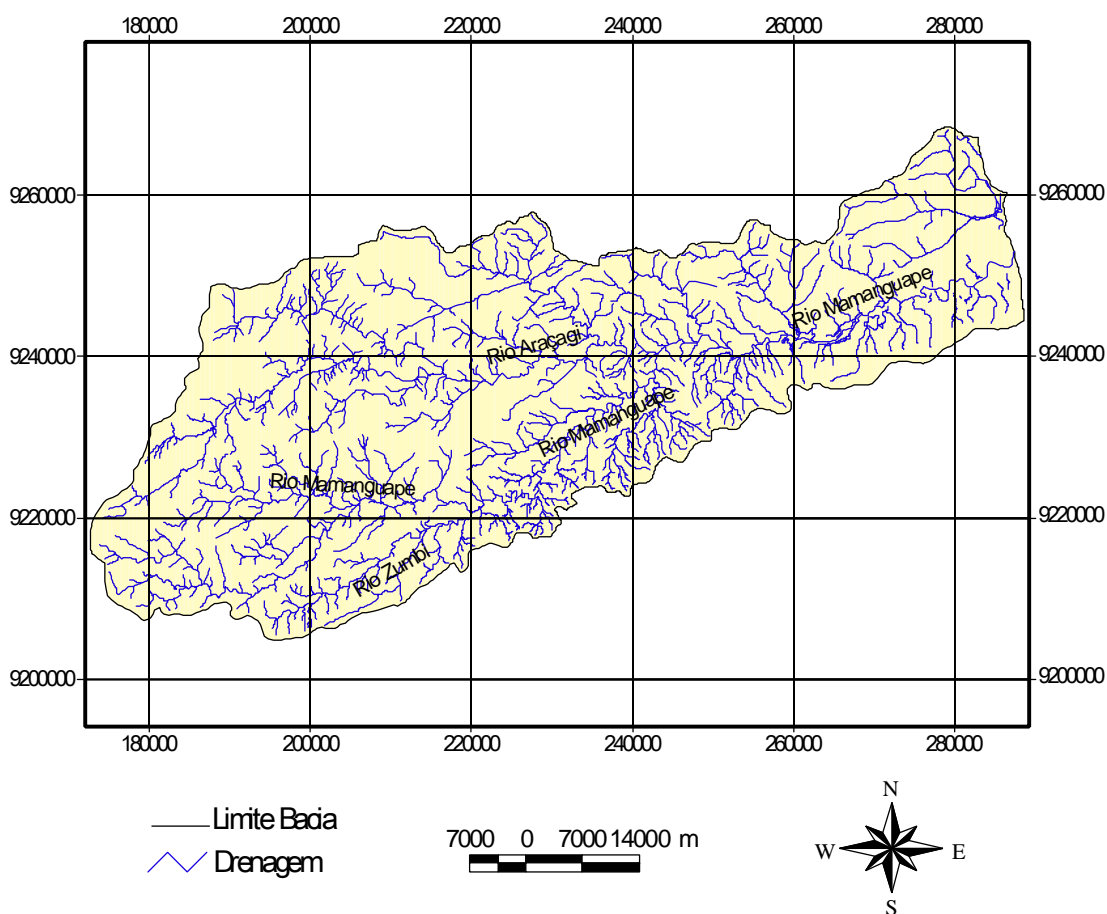 180000 200000 220000 240000 260000 280000
9260000 9260000
Rio Mamanguape
Rio Araçagi
9240000 9240000
Rio Mamanguape
Rio Mamanguape
9220000 9220000
Rio Zumbi
9200000 9200000
180000 200000 220000 240000 260000 280000
N
Limite Bacia
7000 0 7000 14000 m
W E
Drenagem
S